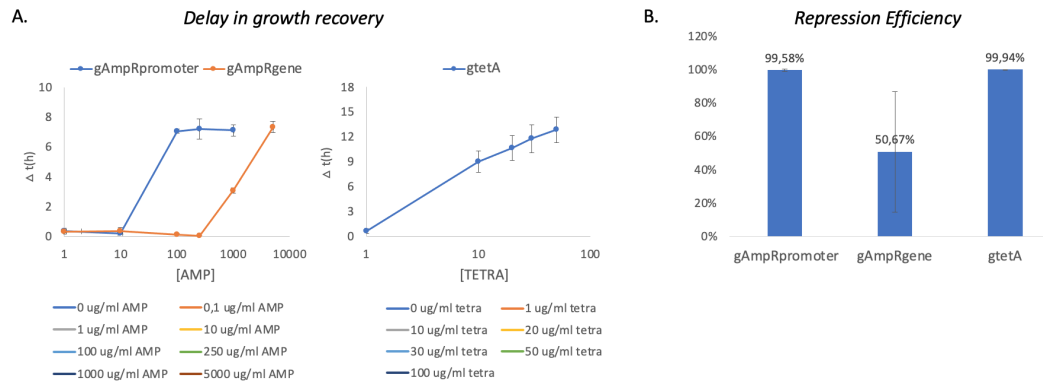 A.
Delay in growth recovery
gAmpRpromoter gAmpRgene
10
8
6
4
2
0
Δ t(h)
1 10 100 1000 10000
[AMP]
gtetA
18
15
12
9
6
3
0
Δ t(h)
1 10 100
[TETRA]
0 ug/ml AMP 0,1 ug/ml AMP
1 ug/ml AMP 10 ug/ml AMP
100 ug/ml AMP 250 ug/ml AMP
1000 ug/ml AMP 5000 ug/ml AMP
0 ug/ml tetra 1 ug/ml tetra
10 ug/ml tetra 20 ug/ml tetra
30 ug/ml tetra 50 ug/ml tetra
100 ug/ml tetra
B.
Repression Efficiency
120%
100%
80%
60%
40%
20%
0%
99,58%
50,67%
99,94%
gAmpRpromoter gAmpRgene gtetA